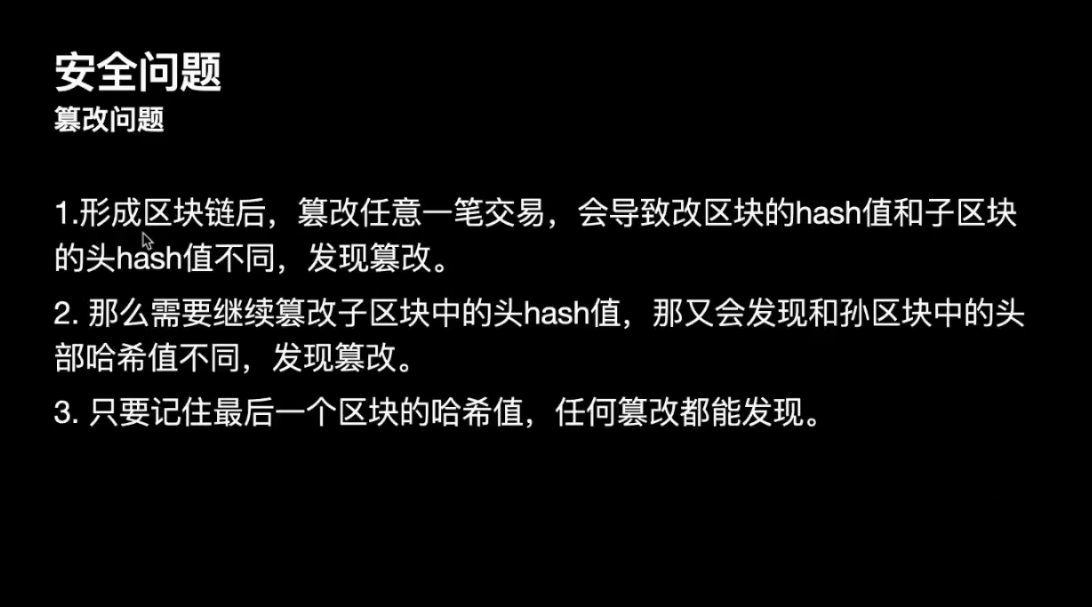 安全问题
篡改问题
1.形成区块链后，篡改任意一笔交易，会导致改区块的hash值和子区块
的头hash值不同，发现篡改。
2. 那么需要继续篡改子区块中的头hash值，那又会发现和孙区块中的头
部哈希值不同，发现篡改。
3. 只要记住最后一个区块的哈希值，任何篡改都能发现。